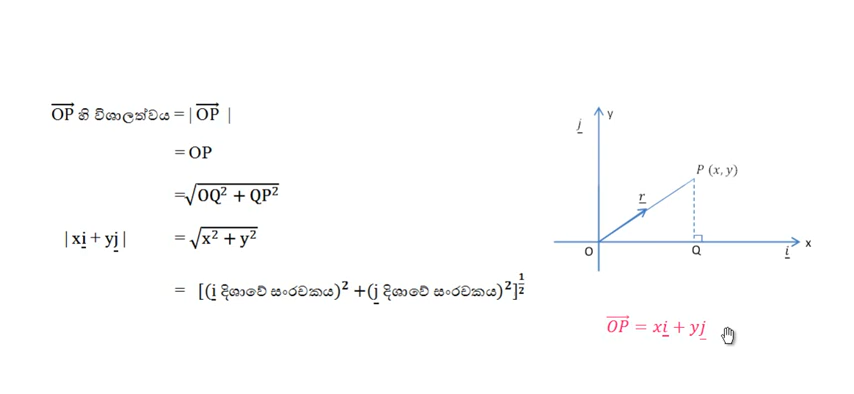 OP⃗ හි විශාලත්වය = | OP⃗ |
= OP
= √(OQ² + QP²)
| xi̲ + yj̲ | = √(x² + y²)
= [(i̲ දිශාවේ සංරචකය)² + (j̲ දිශාවේ සංරචකය)²]^½
y
j̲
P (x, y)
r̲
x
O
Q
i̲
OP⃗ = xi̲ + yj̲